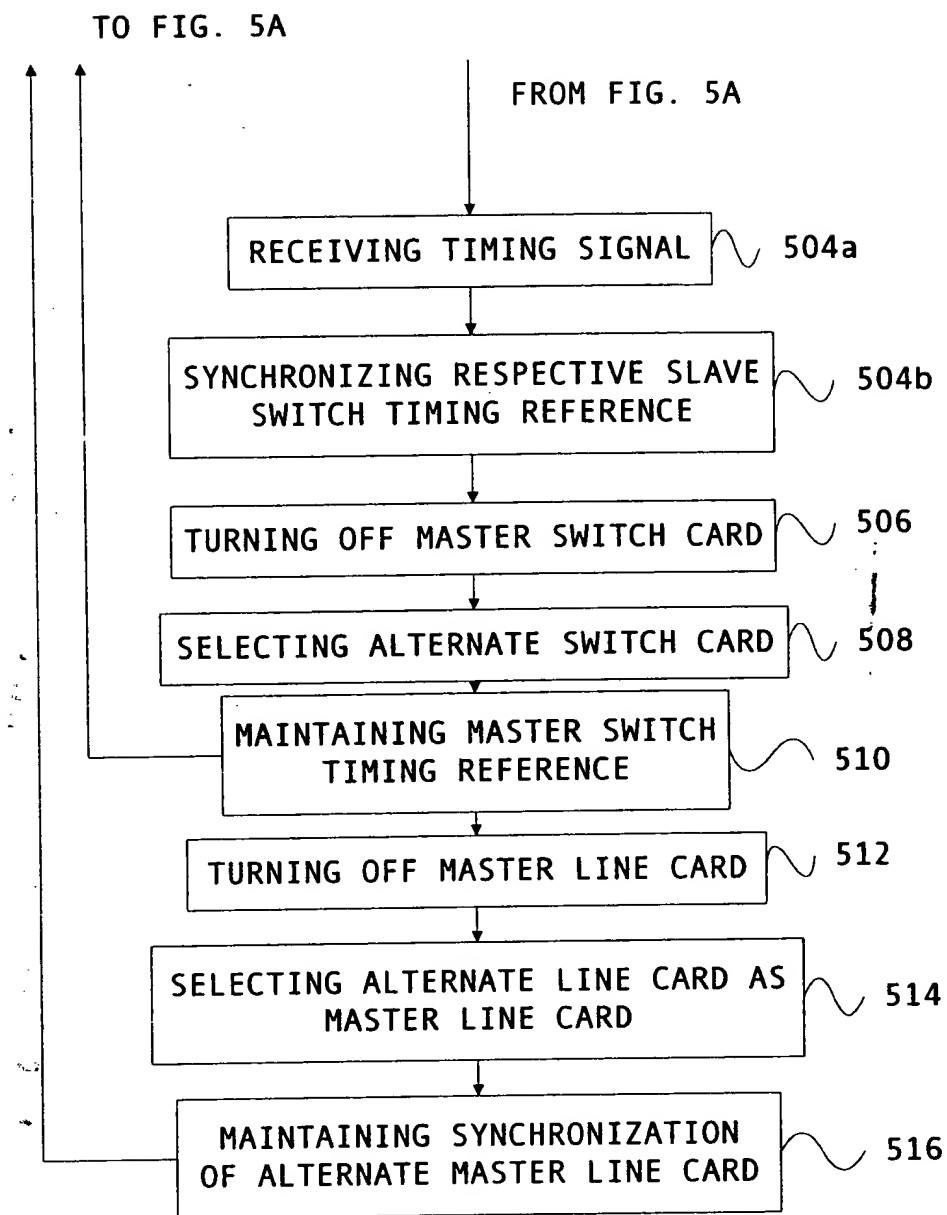 TO FIG. 5A
FROM FIG. 5A
RECEIVING TIMING SIGNAL
504a
SYNCHRONIZING RESPECTIVE SLAVE
SWITCH TIMING REFERENCE
504b
TURNING OFF MASTER SWITCH CARD
506
SELECTING ALTERNATE SWITCH CARD
508
MAINTAINING MASTER SWITCH
TIMING REFERENCE
510
TURNING OFF MASTER LINE CARD
512
SELECTING ALTERNATE LINE CARD AS
MASTER LINE CARD
514
MAINTAINING SYNCHRONIZATION
OF ALTERNATE MASTER LINE CARD
516